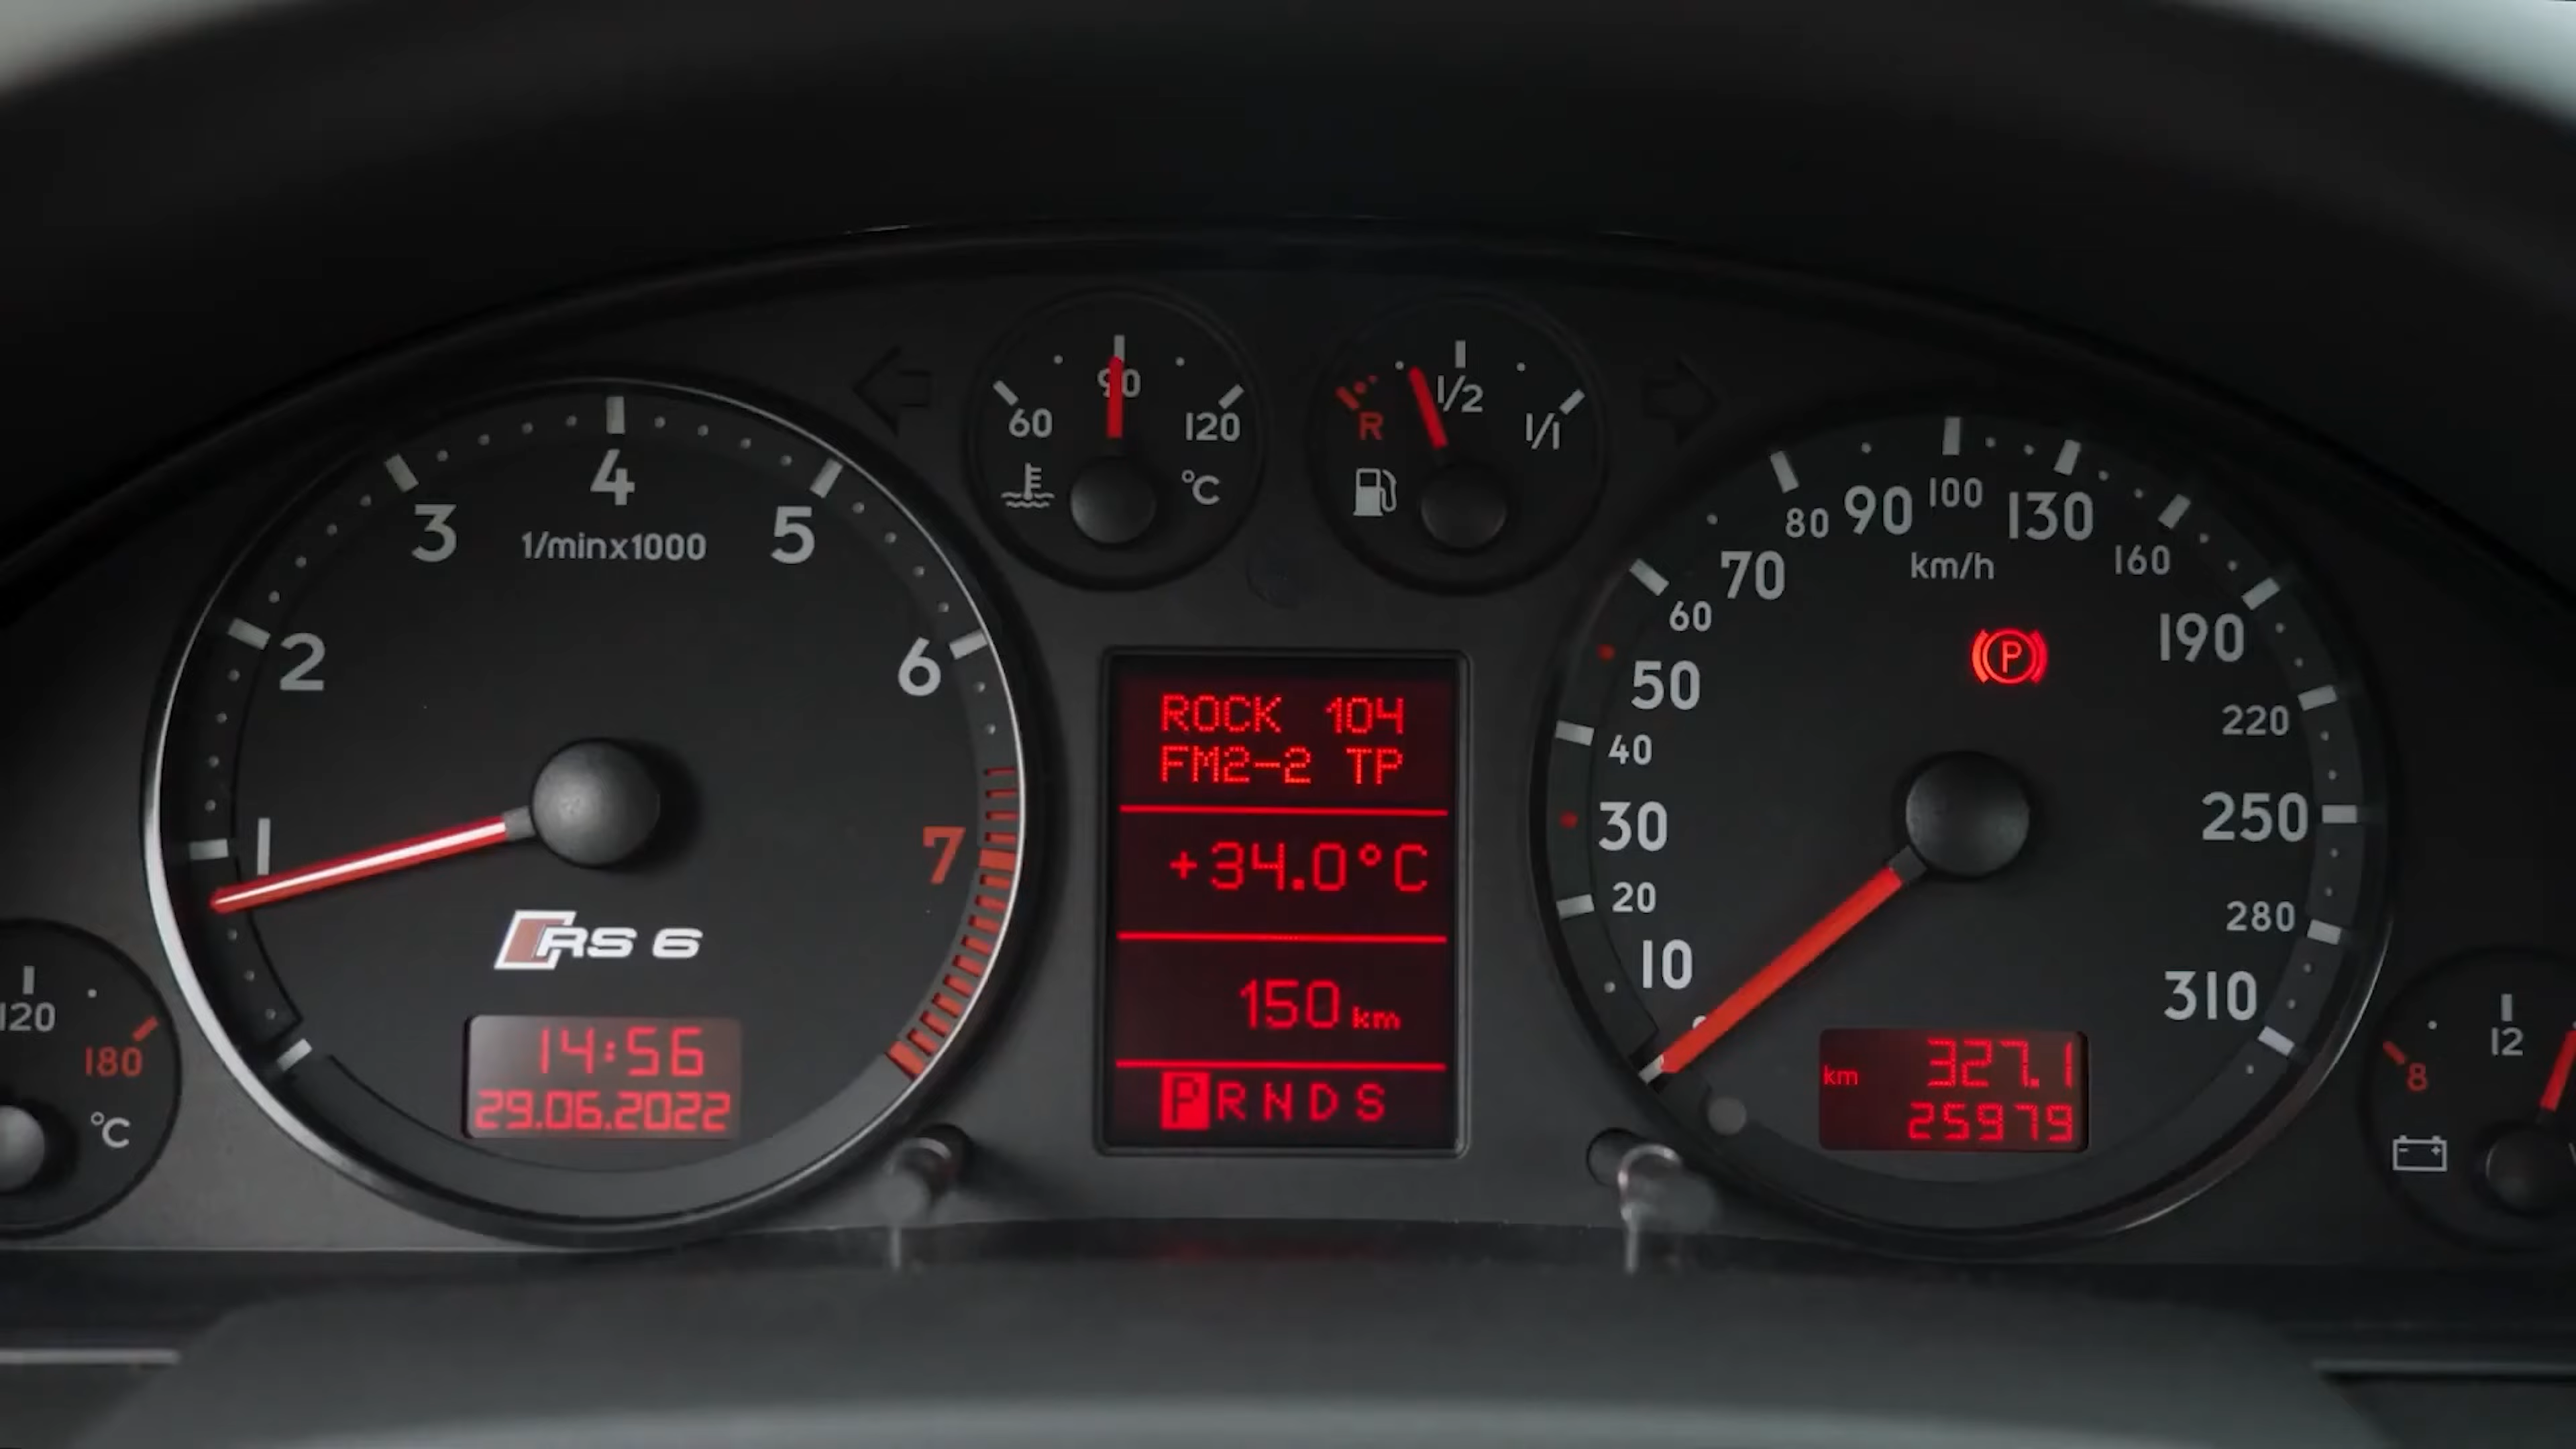 1
2
3
4
5
6
7
1/minx1000
RS 6
14:56
29.06.2022
120
180
°C
60
90
120
°C
R
1/2
1/1
ROCK 104
FM2-2 TP
+34.0°C
150 km
P R N D S
10
20
30
40
50
60
70
80
90
100
130
160
190
220
250
280
310
km/h
P
km 327.1
25979
8
12